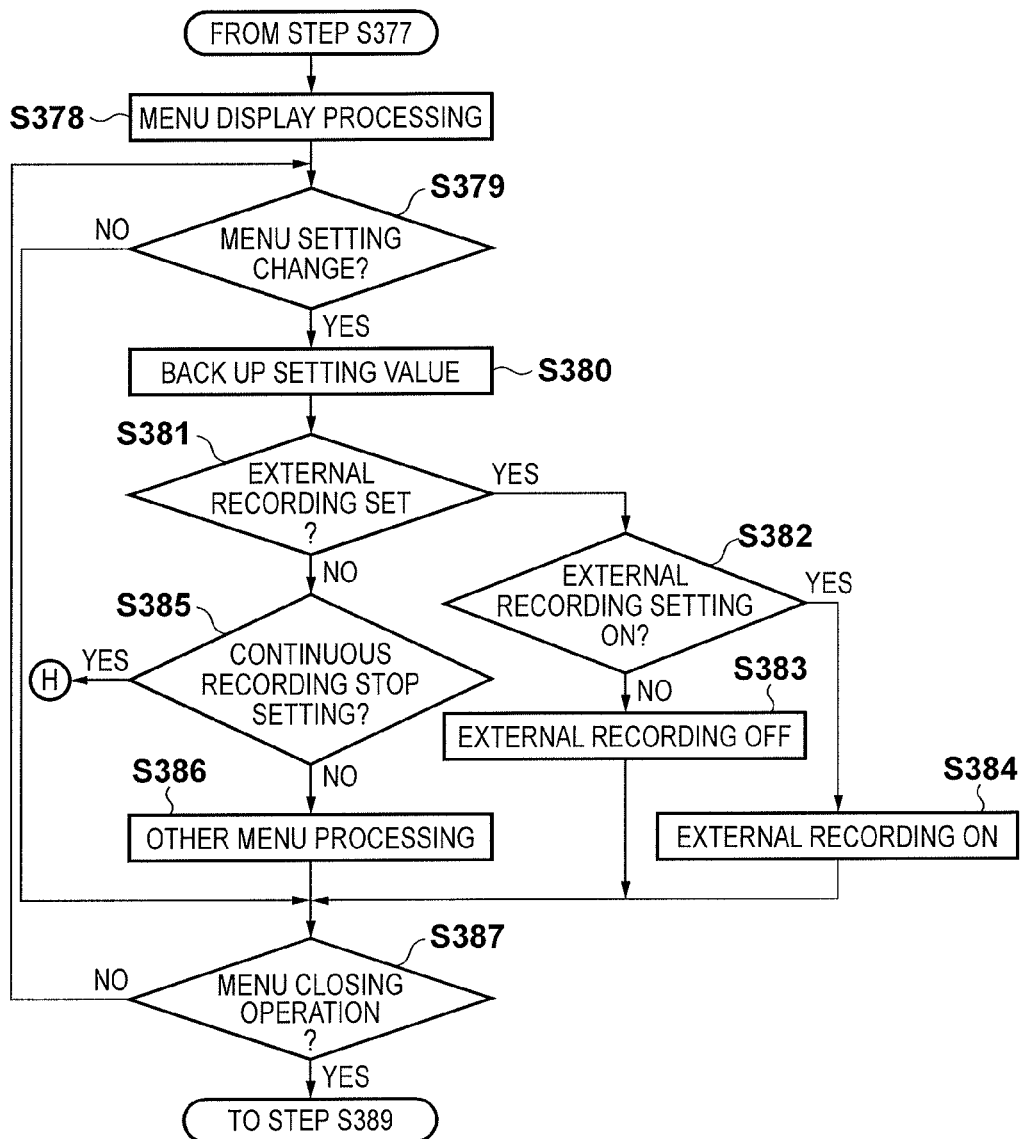 FROM STEP S377
S378
MENU DISPLAY PROCESSING
S379
NO
MENU SETTING
CHANGE?
YES
BACK UP SETTING VALUE
S380
S381
EXTERNAL
RECORDING SET
?
YES
NO
S382
EXTERNAL
RECORDING SETTING
ON?
YES
NO
S385
CONTINUOUS
RECORDING STOP
SETTING?
YES
H
NO
S383
EXTERNAL RECORDING OFF
S384
EXTERNAL RECORDING ON
S386
OTHER MENU PROCESSING
S387
NO
MENU CLOSING
OPERATION
?
YES
TO STEP S389